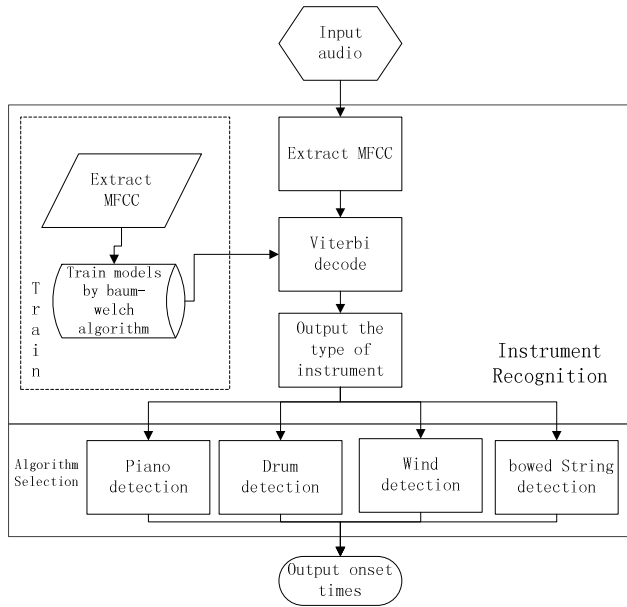 Input
audio
Extract MFCC
Extract
MFCC
Viterbi
decode
Train models
by baum-
welch
algorithm
Train
Output the
type of
instrument
Instrument
Recognition
Algorithm
Selection
Piano
detection
Drum
detection
Wind
detection
bowed String
detection
Output onset
times